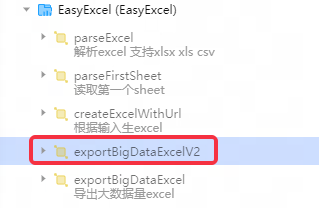 EasyExcel (EasyExcel)
parseExcel
解析excel 支持xlsx xls csv
parseFirstSheet
读取第一个sheet
createExcelWithUrl
根据输入生excel
exportBigDataExcelV2
exportBigDataExcel
导出大数据量excel